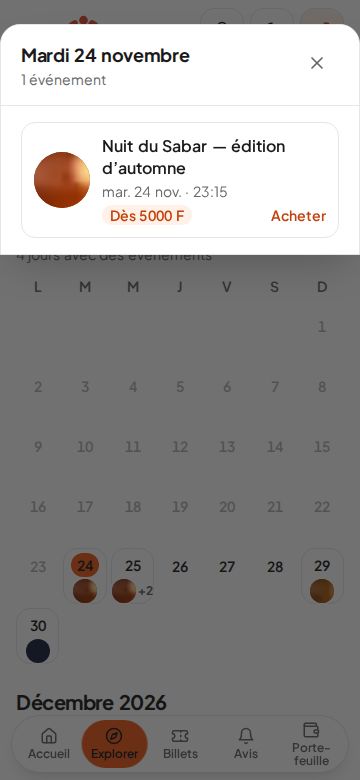 Mardi 24 novembre
1 événement
Nuit du Sabar — édition
d’automne
mar. 24 nov. · 23:15
Dès 5000 F
Acheter
4 jours avec des événements
L M M J V S D
1
2 3 4 5 6 7 8
9 10 11 12 13 14 15
16 17 18 19 20 21 22
23 24 25 26 27 28 29
+2
30
Décembre 2026
Accueil Explorer Billets Avis Porte-
feuille